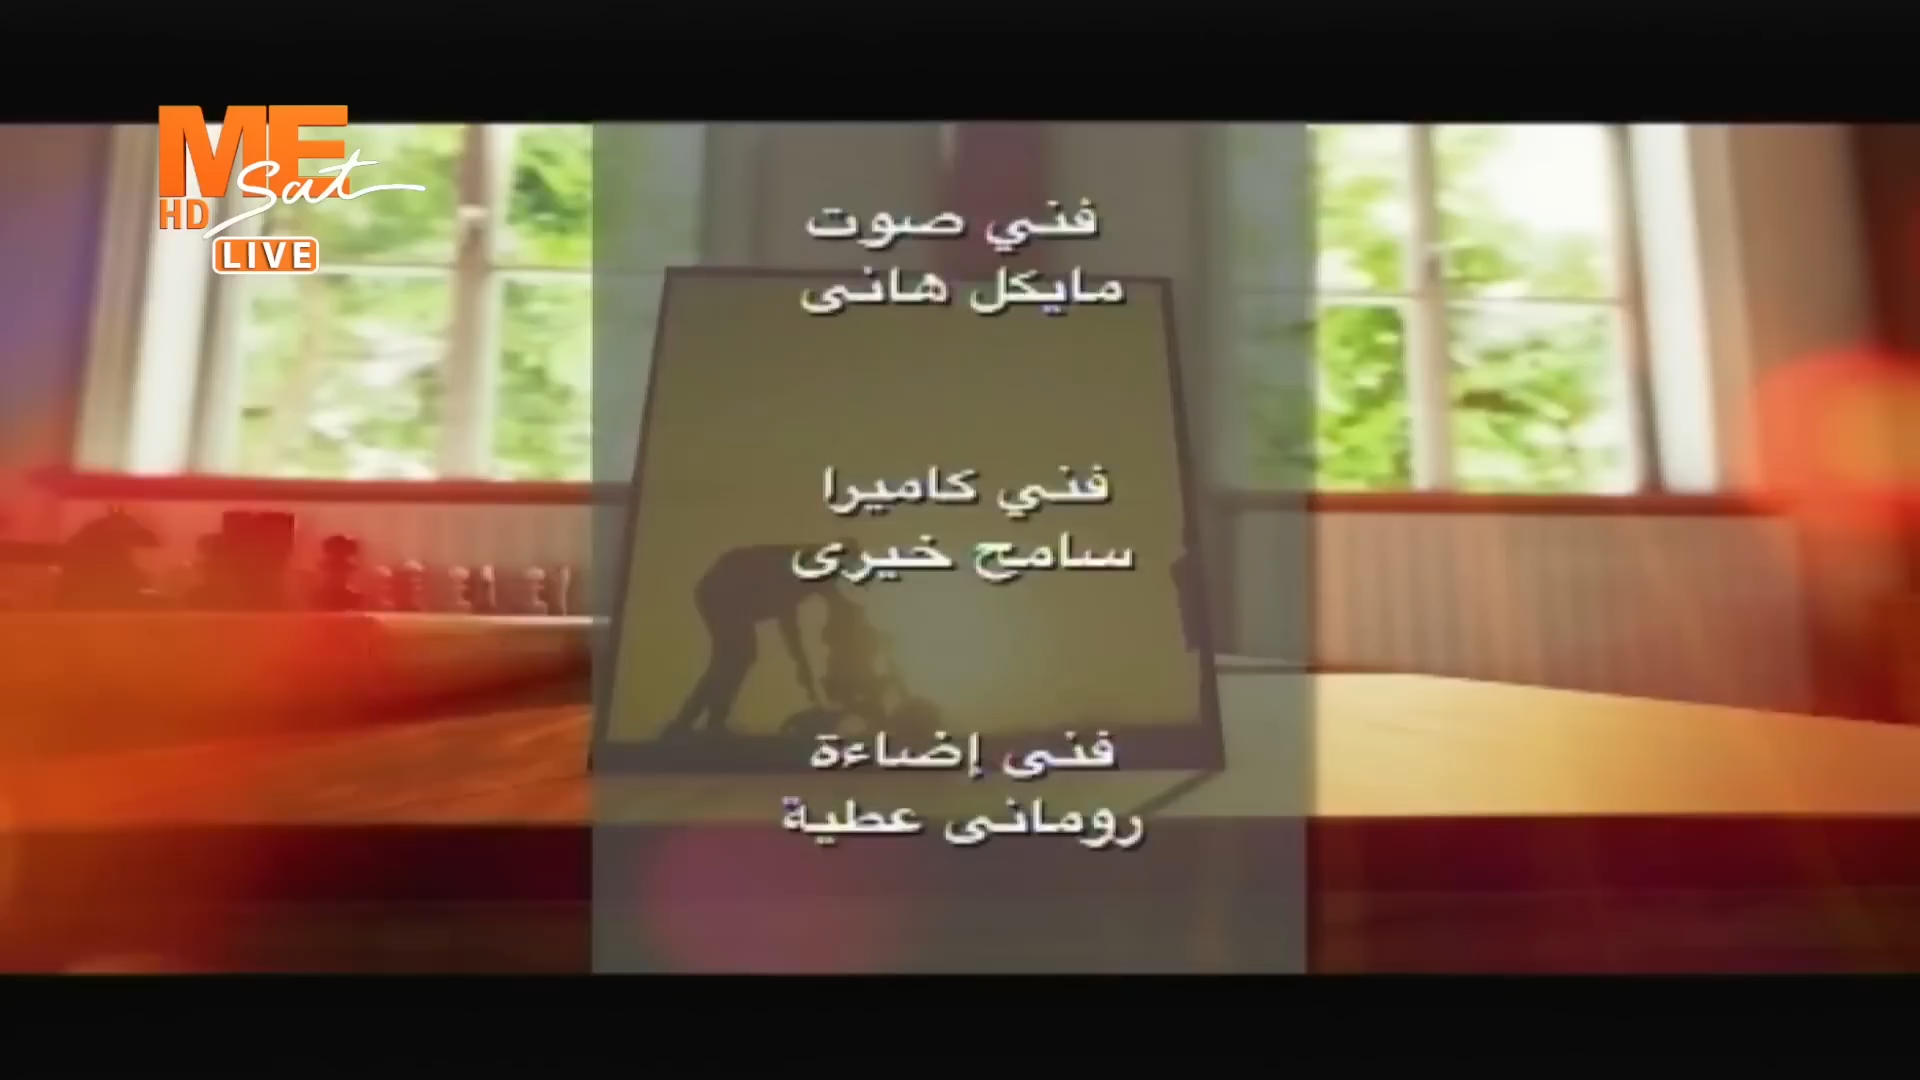 ME
Sat
HD
LIVE
فني صوت
مايكل هانى
فني كاميرا
سامح خيرى
فنى إضاءة
رومانى عطية